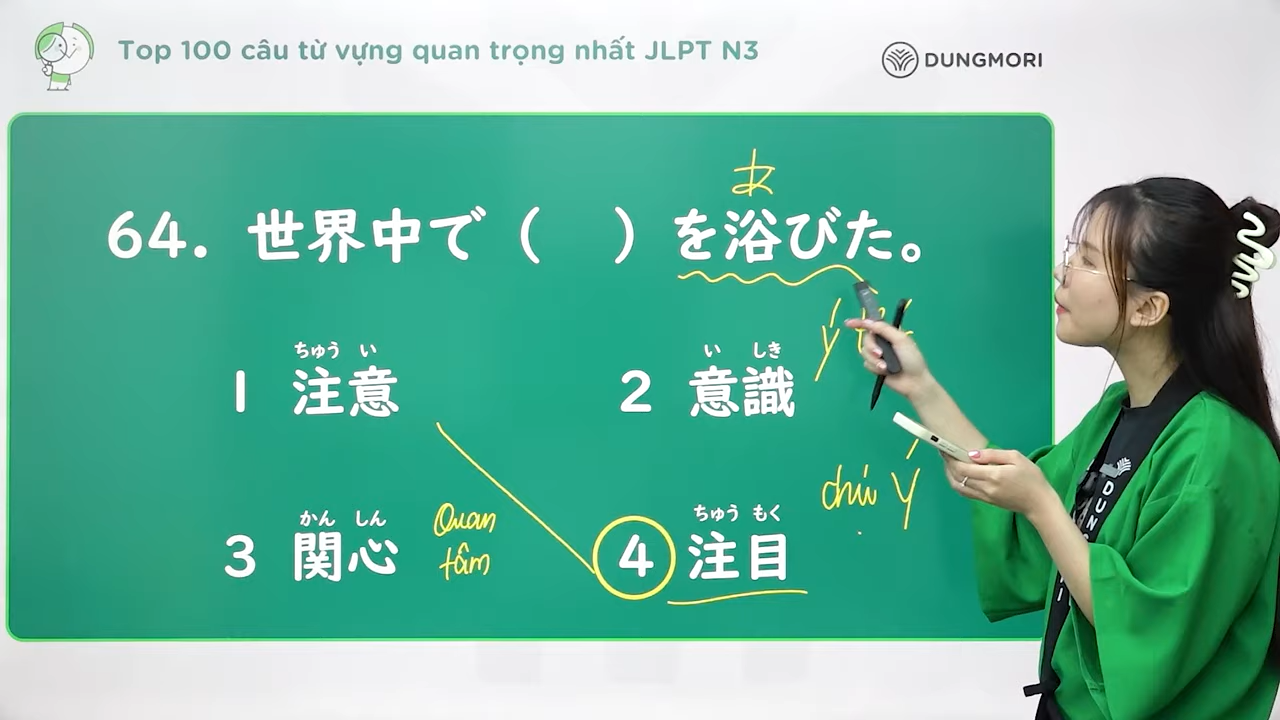 Top 100 câu từ vựng quan trọng nhất JLPT N3
DUNGMORI
あ
64. 世界中で（　）を浴びた。
ちゅう い
1 注意
い しき
2 意識
ý
かん しん
3 関心
Quan
tâm
ちゅう もく
4 注目
chú ý